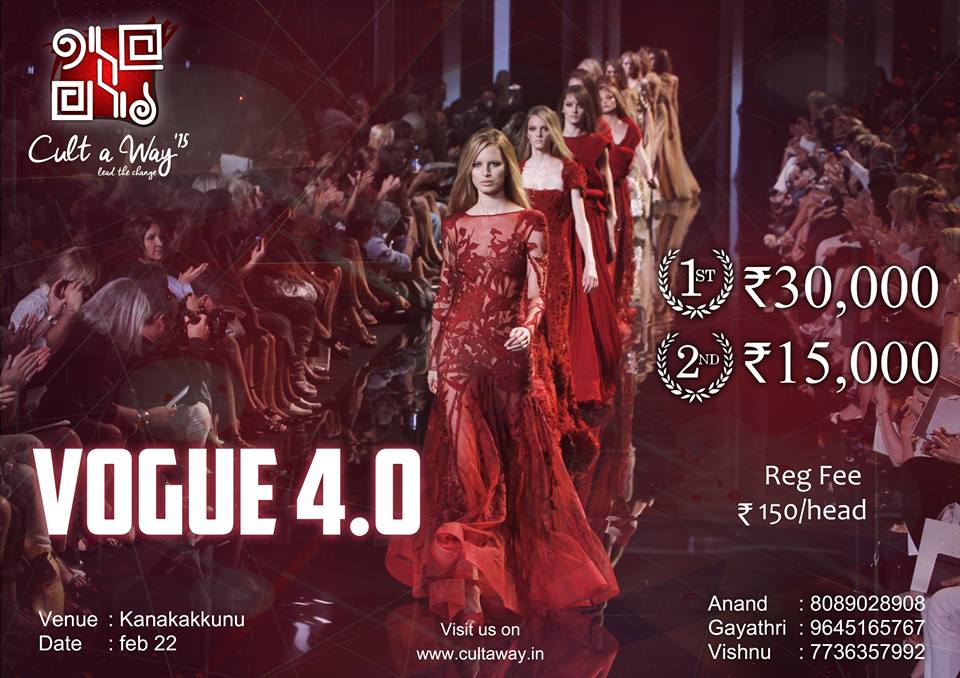 Cult a Way '15
lead the change
1ST ₹30,000
2ND ₹15,000
VOGUE 4.0
Reg Fee
₹ 150/head
Venue : Kanakakkunu
Date : feb 22
Visit us on
www.cultaway.in
Anand : 8089028908
Gayathri : 9645165767
Vishnu : 7736357992